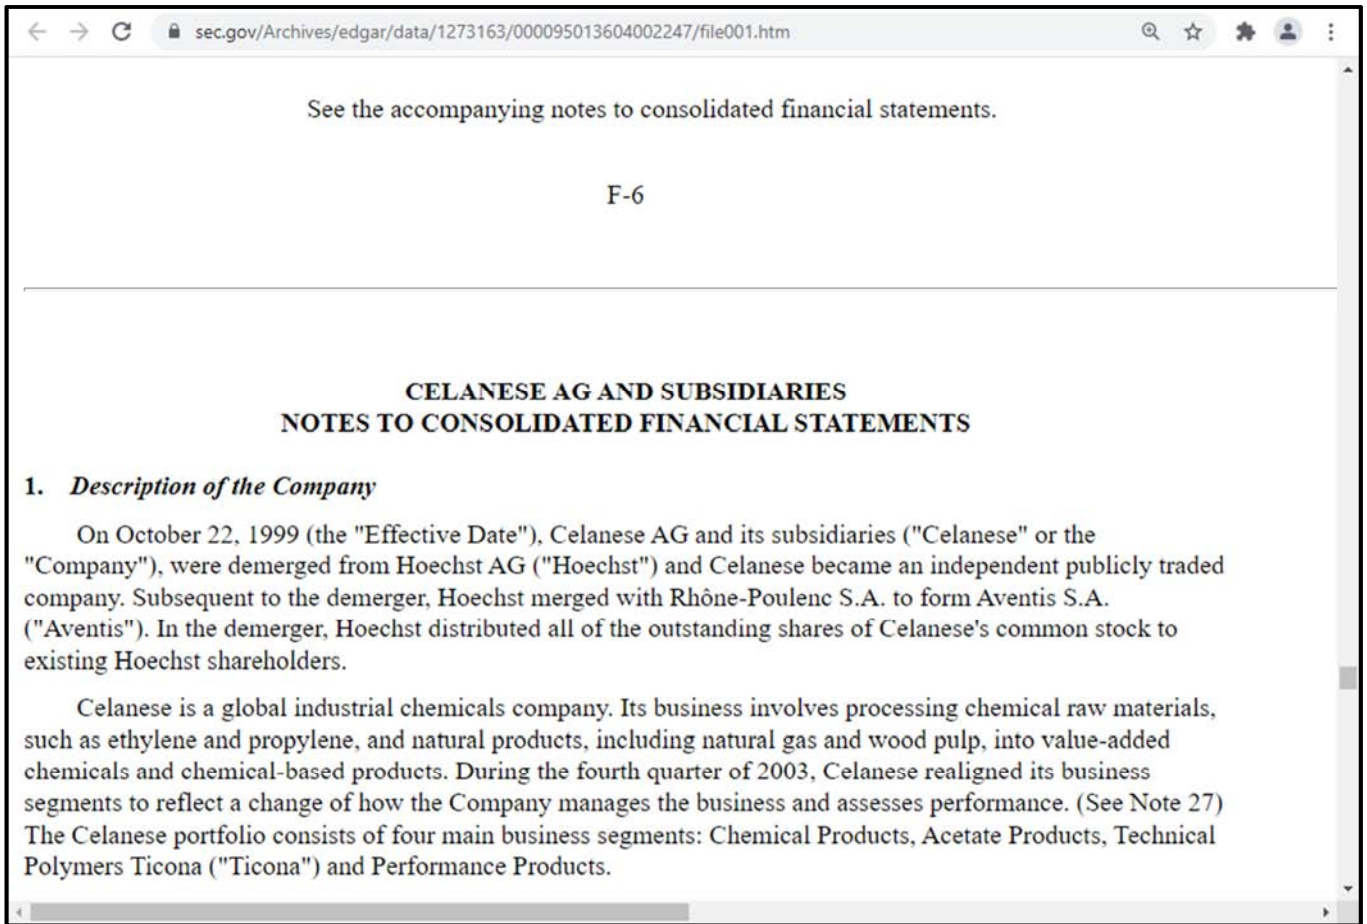 sec.gov/Archives/edgar/data/1273163/000095013604002247/file001.htm
See the accompanying notes to consolidated financial statements.
F-6
CELANESE AG AND SUBSIDIARIES
NOTES TO CONSOLIDATED FINANCIAL STATEMENTS
1. Description of the Company
On October 22, 1999 (the "Effective Date"), Celanese AG and its subsidiaries ("Celanese" or the
"Company"), were demerged from Hoechst AG ("Hoechst") and Celanese became an independent publicly traded
company. Subsequent to the demerger, Hoechst merged with Rhône-Poulenc S.A. to form Aventis S.A.
("Aventis"). In the demerger, Hoechst distributed all of the outstanding shares of Celanese's common stock to
existing Hoechst shareholders.
Celanese is a global industrial chemicals company. Its business involves processing chemical raw materials,
such as ethylene and propylene, and natural products, including natural gas and wood pulp, into value-added
chemicals and chemical-based products. During the fourth quarter of 2003, Celanese realigned its business
segments to reflect a change of how the Company manages the business and assesses performance. (See Note 27)
The Celanese portfolio consists of four main business segments: Chemical Products, Acetate Products, Technical
Polymers Ticona ("Ticona") and Performance Products.